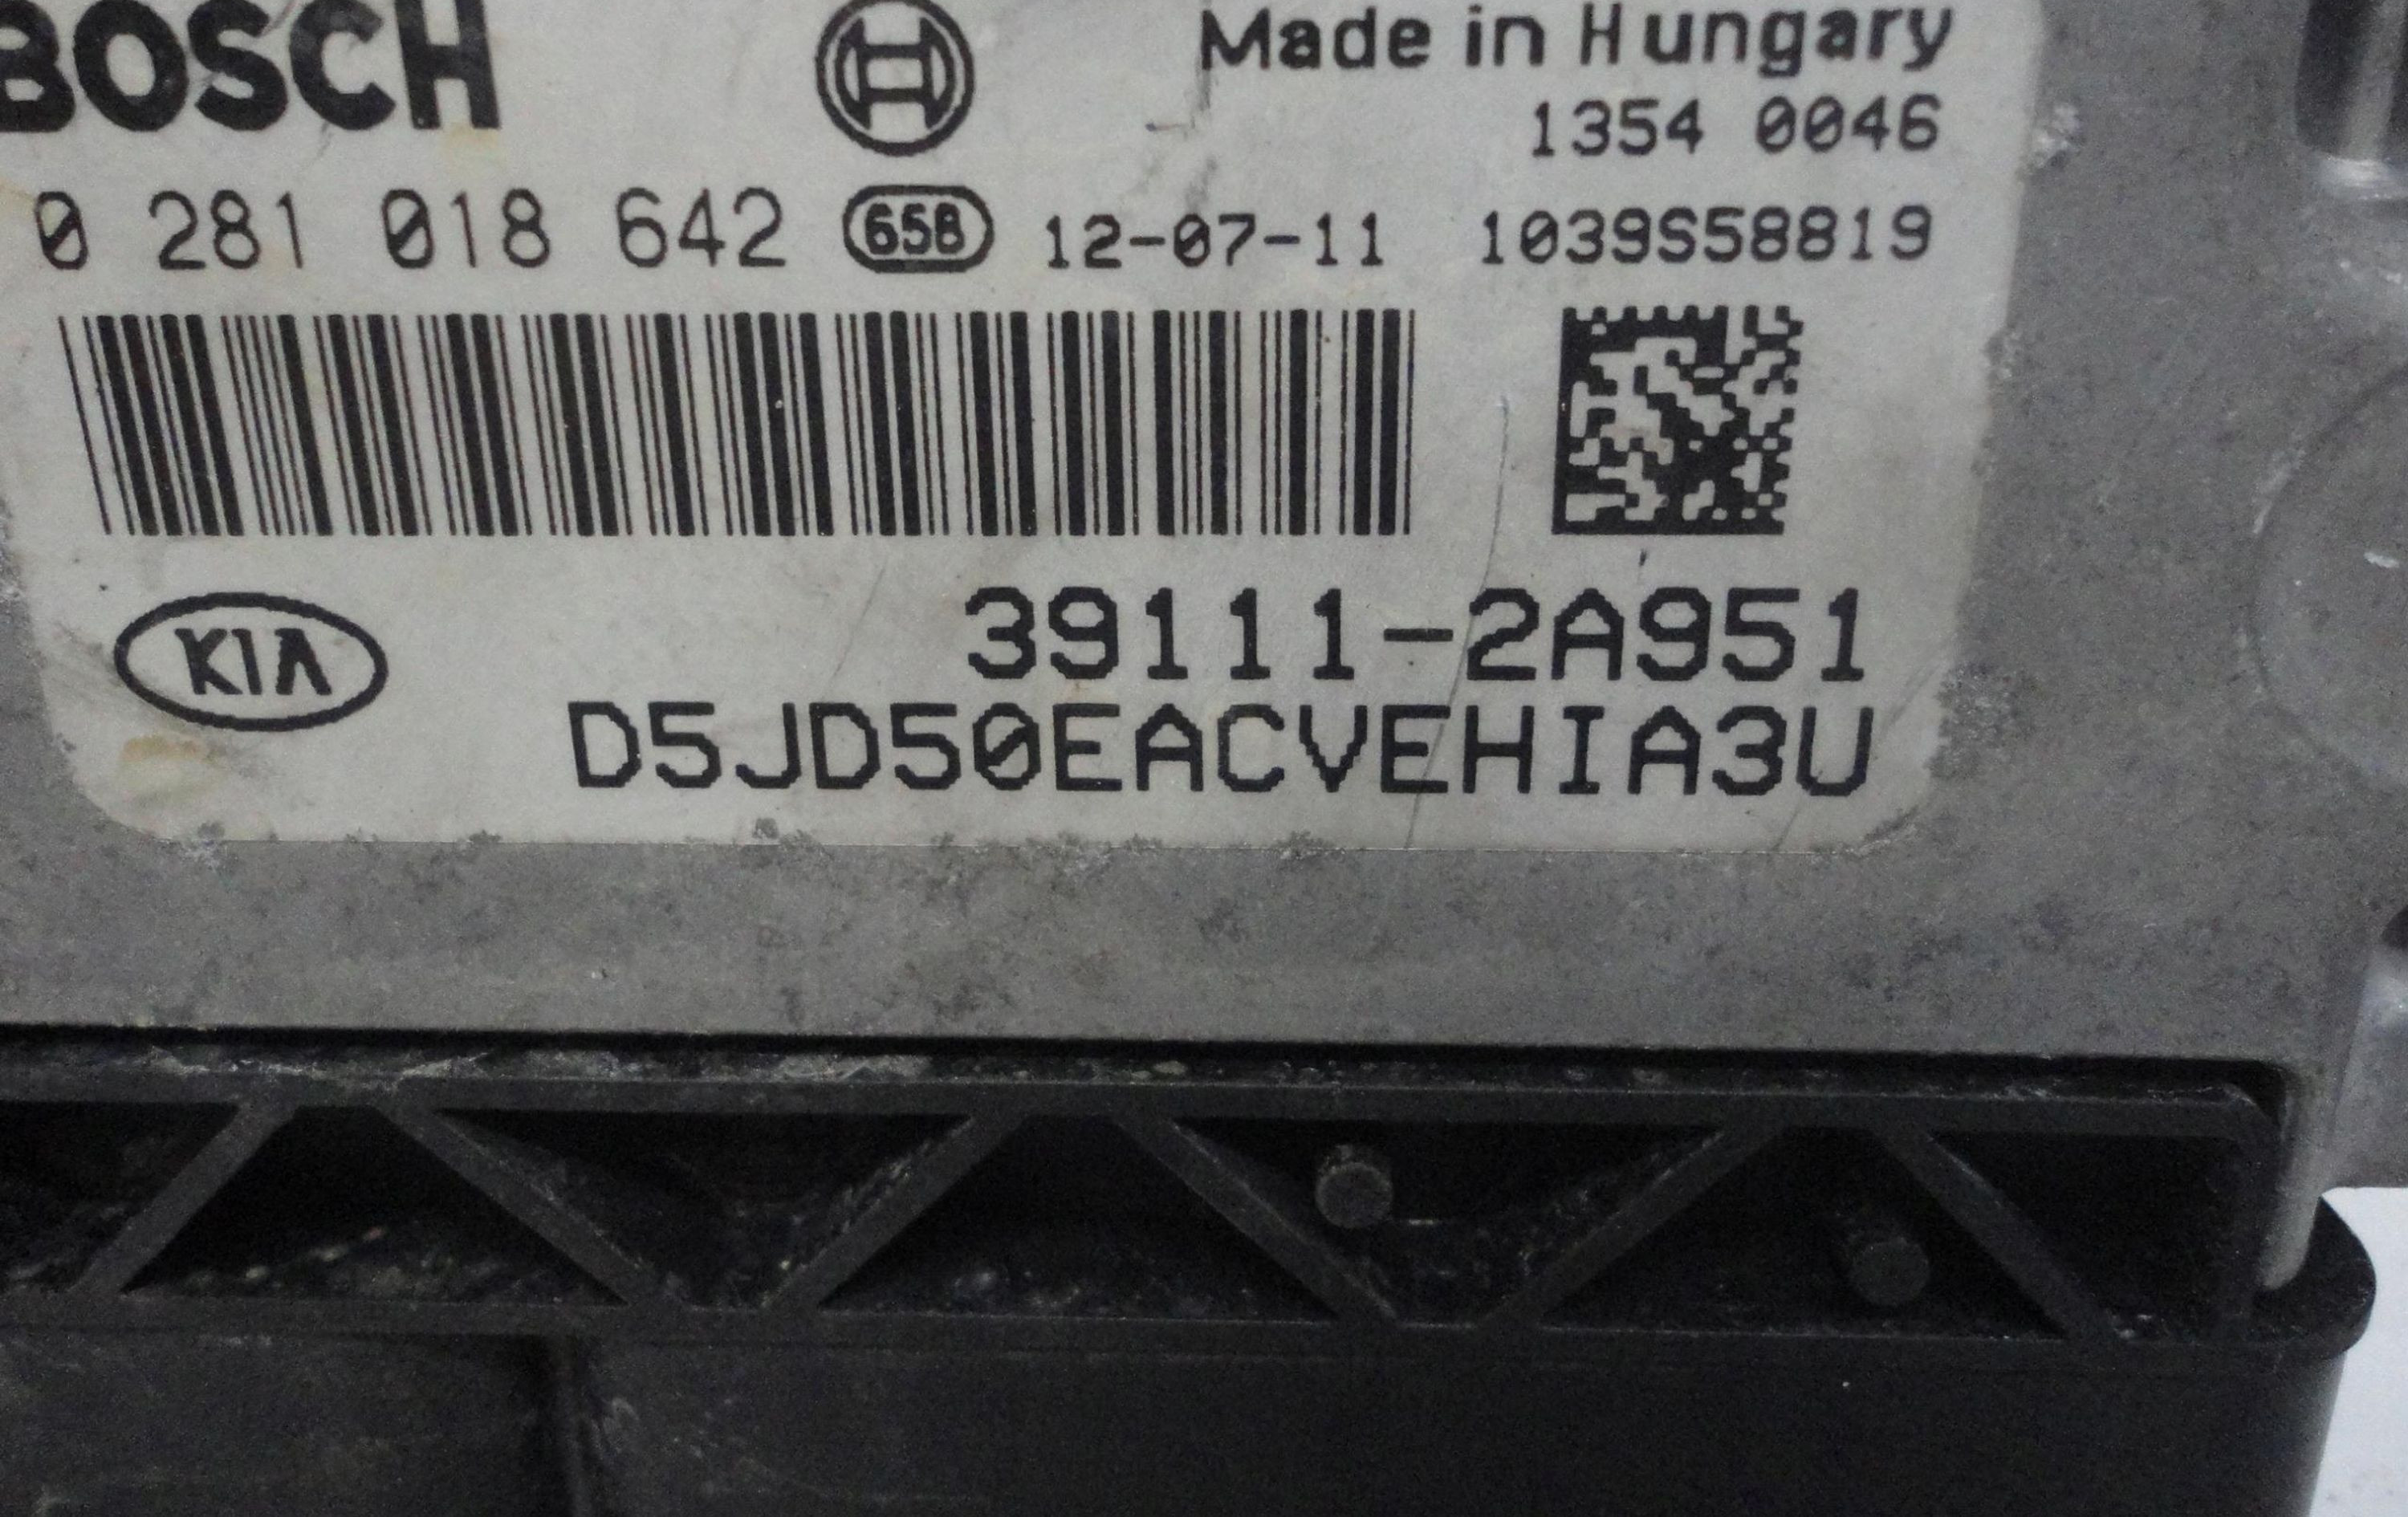 BOSCH Made in Hungary
1354 0046
0 281 018 642 658 12-07-11 1039S58819
KIA 39111-2A951
D5JD50EACVEHIA3U